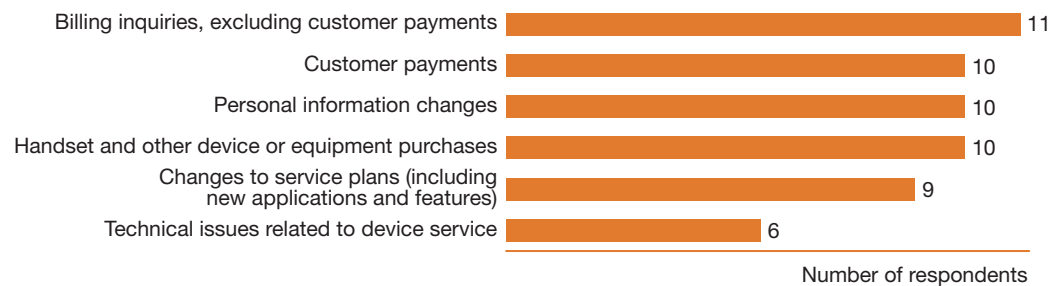 Billing inquiries, excluding customer payments 11
Customer payments 10
Personal information changes 10
Handset and other device or equipment purchases 10
Changes to service plans (including
new applications and features) 9
Technical issues related to device service 6
Number of respondents